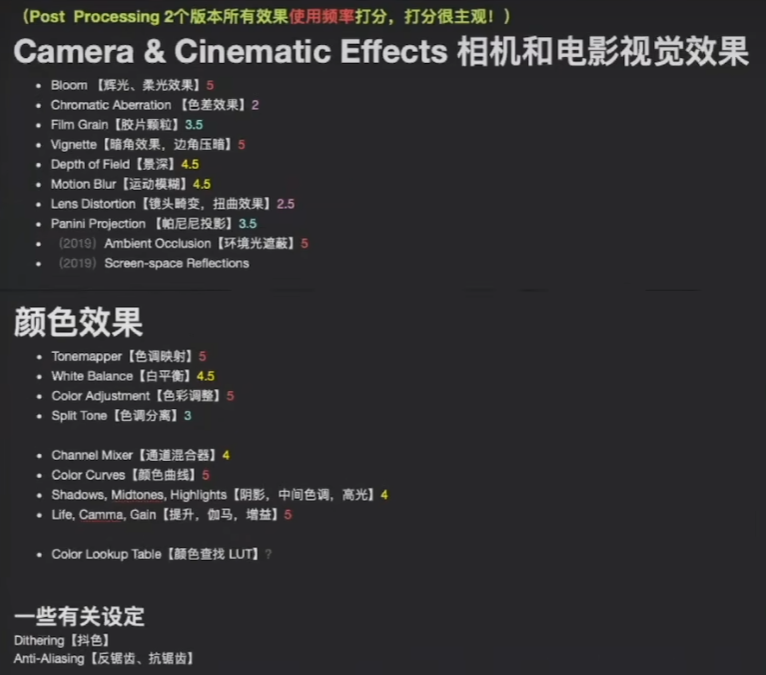 （Post Processing 2个版本所有效果使用频率打分，打分很主观！）
Camera & Cinematic Effects 相机和电影视觉效果
• Bloom 【辉光、柔光效果】5
• Chromatic Aberration 【色差效果】2
• Film Grain【胶片颗粒】3.5
• Vignette【暗角效果，边角压暗】5
• Depth of Field【景深】4.5
• Motion Blur【运动模糊】4.5
• Lens Distortion【镜头畸变，扭曲效果】2.5
• Panini Projection 【帕尼尼投影】3.5
• （2019）Ambient Occlusion【环境光遮蔽】5
• （2019）Screen-space Reflections
颜色效果
• Tonemapper【色调映射】5
• White Balance【白平衡】4.5
• Color Adjustment【色彩调整】5
• Split Tone【色调分离】3
• Channel Mixer【通道混合器】4
• Color Curves【颜色曲线】5
• Shadows, Midtones, Highlights【阴影，中间色调，高光】4
• Life, Camma, Gain【提升，伽马，增益】5
• Color Lookup Table【颜色查找 LUT】?
一些有关设定
Dithering【抖色】
Anti-Aliasing【反锯齿、抗锯齿】